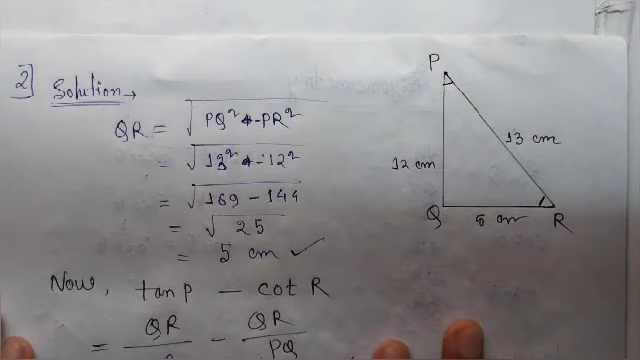 2] Solution →
QR = √PQ² - PR²
= √13² - 12²
= √169 - 144
= √25
= 5 cm ✓
Now, tan P - cot R
= QR/ - QR/PQ
P
12 cm
13 cm
Q
5 cm
R